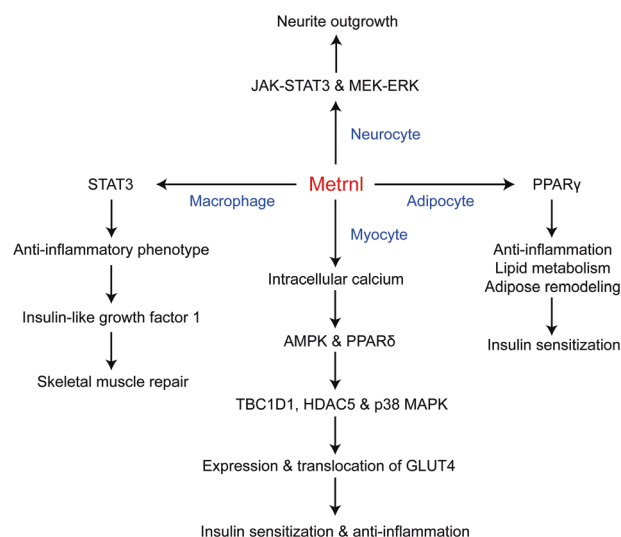 Neurite outgrowth
JAK-STAT3 & MEK-ERK
Neurocyte
STAT3
Metrnl
PPARγ
Macrophage
Adipocyte
Myocyte
Anti-inflammatory phenotype
Insulin-like growth factor 1
Skeletal muscle repair
Intracellular calcium
AMPK & PPARδ
TBC1D1, HDAC5 & p38 MAPK
Expression & translocation of GLUT4
Insulin sensitization & anti-inflammation
Anti-inflammation
Lipid metabolism
Adipose remodeling
Insulin sensitization